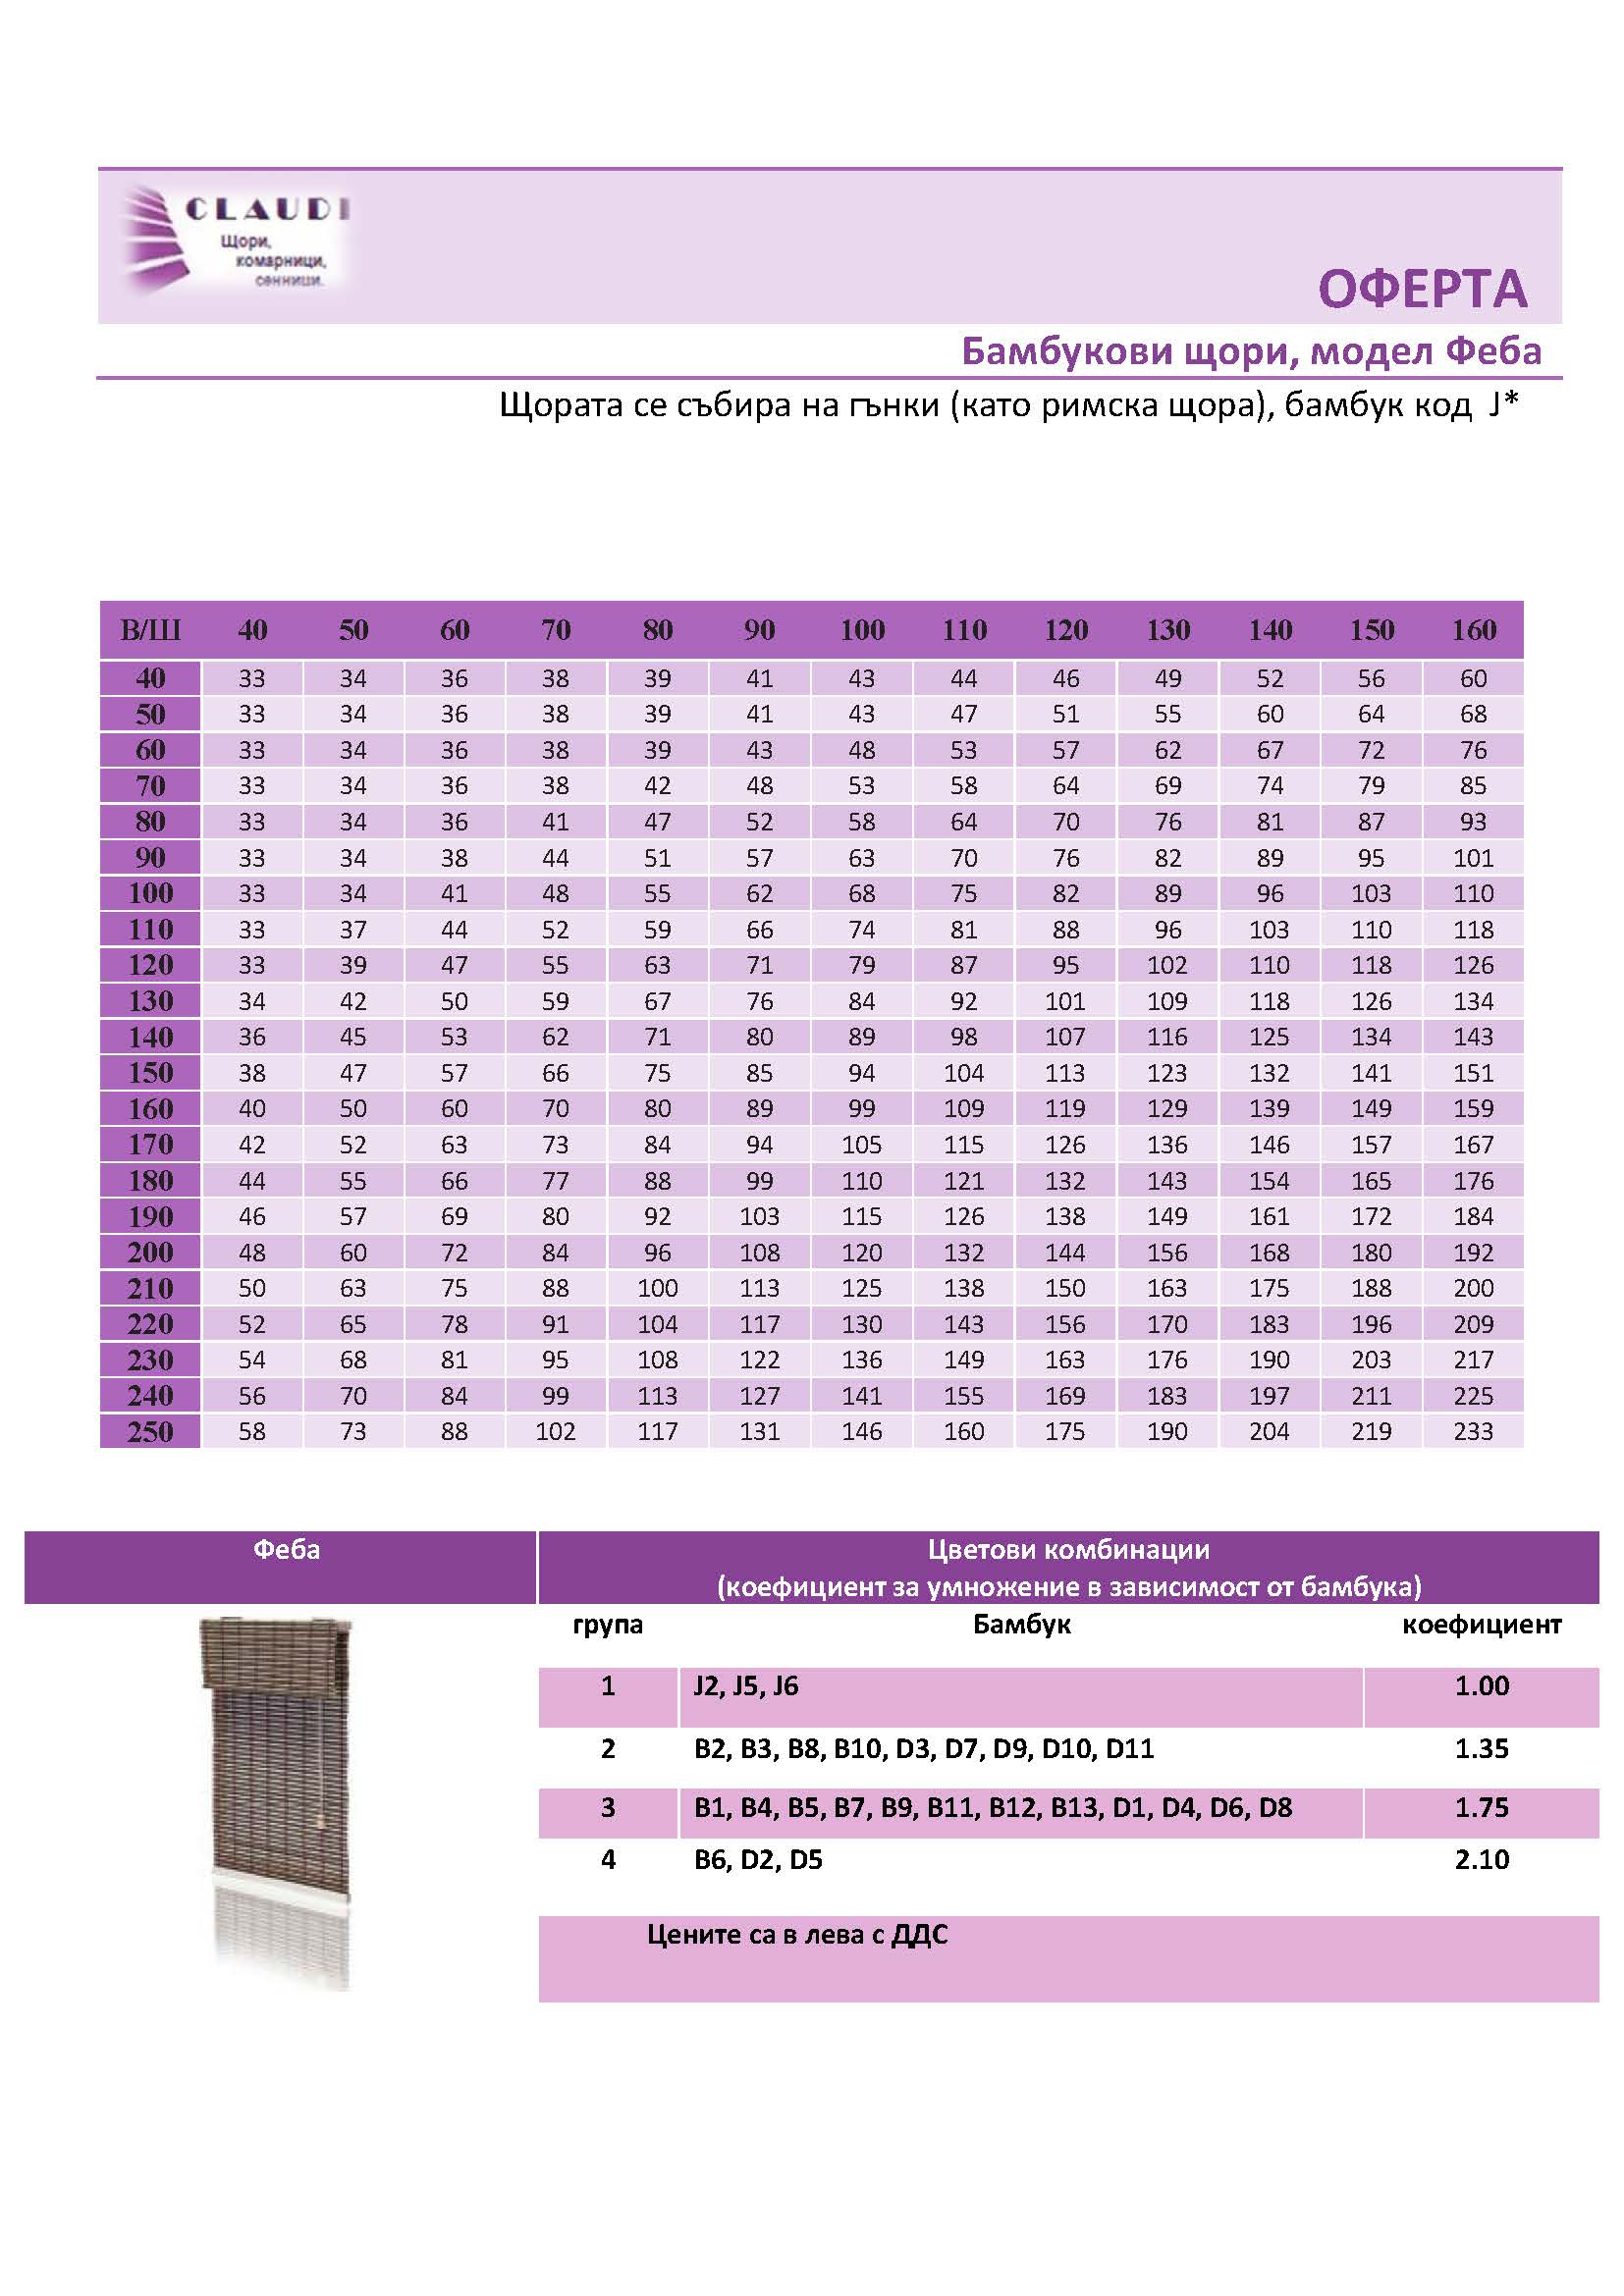 CLAUDI
Щори,
комарници,
сенници.
ОФЕРТА
Бамбукови щори, модел Феба
Щората се събира на гънки (като римска щора), бамбук код J*
В/Ш 40 50 60 70 80 90 100 110 120 130 140 150 160
40 33 34 36 38 39 41 43 44 46 49 52 56 60
50 33 34 36 38 39 41 43 47 51 55 60 64 68
60 33 34 36 38 39 43 48 53 57 62 67 72 76
70 33 34 36 38 42 48 53 58 64 69 74 79 85
80 33 34 36 41 47 52 58 64 70 76 81 87 93
90 33 34 38 44 51 57 63 70 76 82 89 95 101
100 33 34 41 48 55 62 68 75 82 89 96 103 110
110 33 37 44 52 59 66 74 81 88 96 103 110 118
120 33 39 47 55 63 71 79 87 95 102 110 118 126
130 34 42 50 59 67 76 84 92 101 109 118 126 134
140 36 45 53 62 71 80 89 98 107 116 125 134 143
150 38 47 57 66 75 85 94 104 113 123 132 141 151
160 40 50 60 70 80 89 99 109 119 129 139 149 159
170 42 52 63 73 84 94 105 115 126 136 146 157 167
180 44 55 66 77 88 99 110 121 132 143 154 165 176
190 46 57 69 80 92 103 115 126 138 149 161 172 184
200 48 60 72 84 96 108 120 132 144 156 168 180 192
210 50 63 75 88 100 113 125 138 150 163 175 188 200
220 52 65 78 91 104 117 130 143 156 170 183 196 209
230 54 68 81 95 108 122 136 149 163 176 190 203 217
240 56 70 84 99 113 127 141 155 169 183 197 211 225
250 58 73 88 102 117 131 146 160 175 190 204 219 233
Феба Цветови комбинации
(коефициент за умножение в зависимост от бамбука)
група Бамбук коефициент
1 J2, J5, J6 1.00
2 B2, B3, B8, B10, D3, D7, D9, D10, D11 1.35
3 B1, B4, B5, B7, B9, B11, B12, B13, D1, D4, D6, D8 1.75
4 B6, D2, D5 2.10
Цените са в лева с ДДС